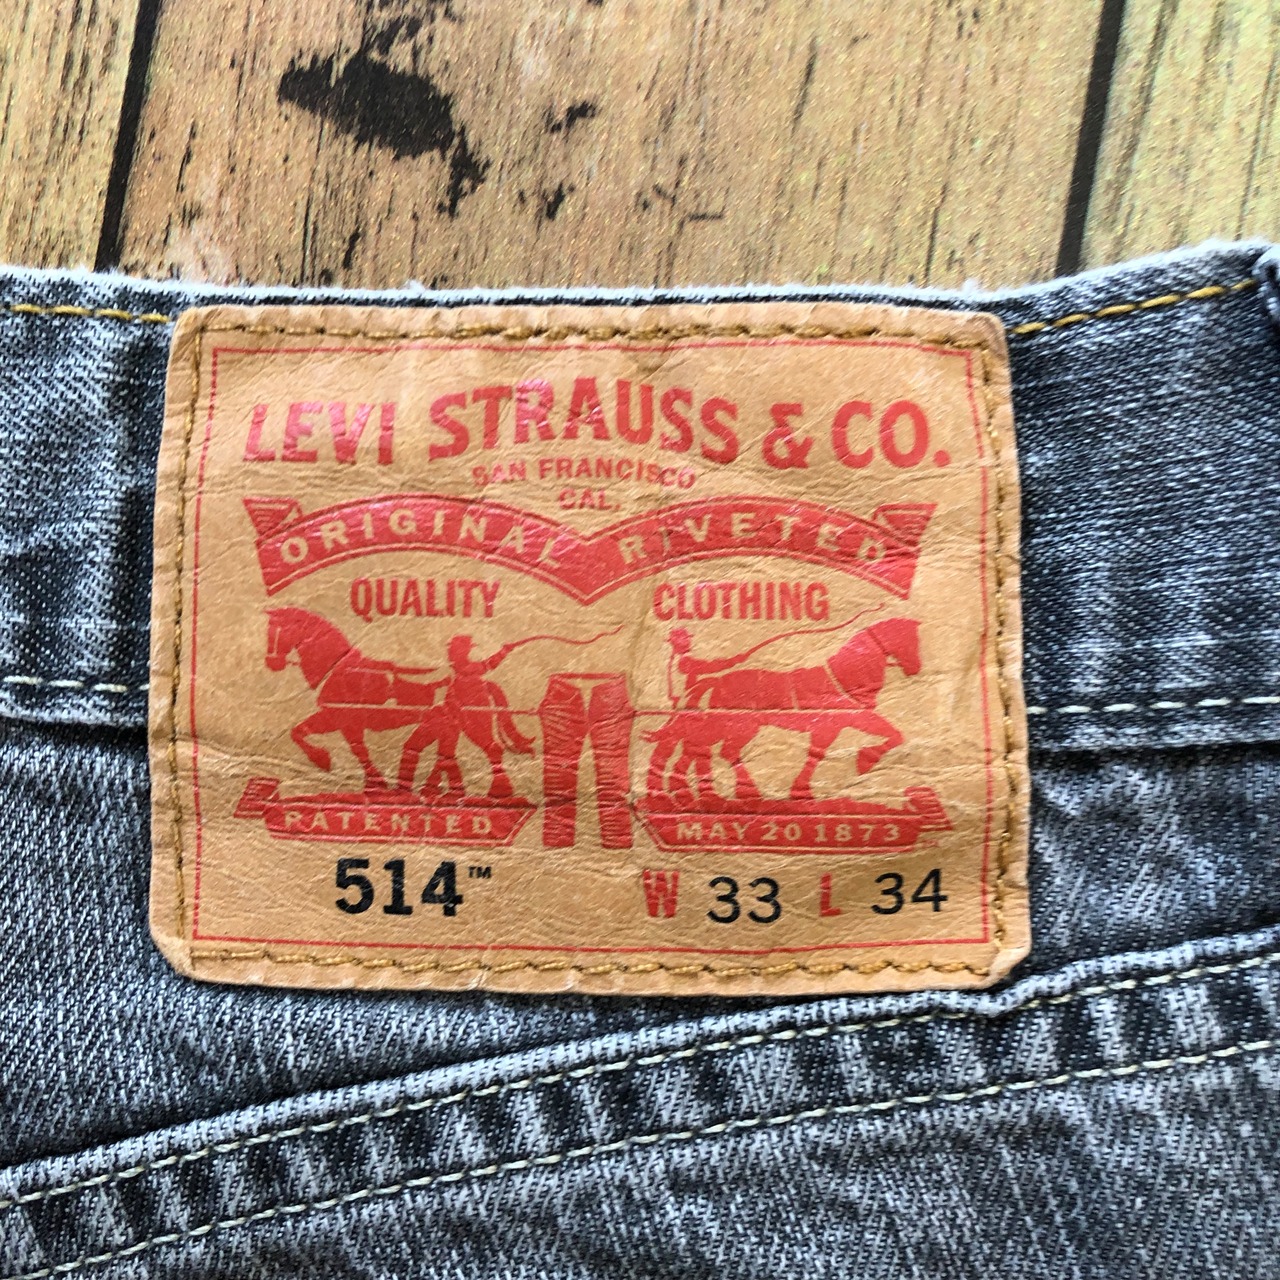 LEVI STRAUSS & CO.
SAN FRANCISCO
CAL.
ORIGINAL RIVETED
QUALITY CLOTHING
PATENTED MAY 20 1873
514™ W 33 L 34